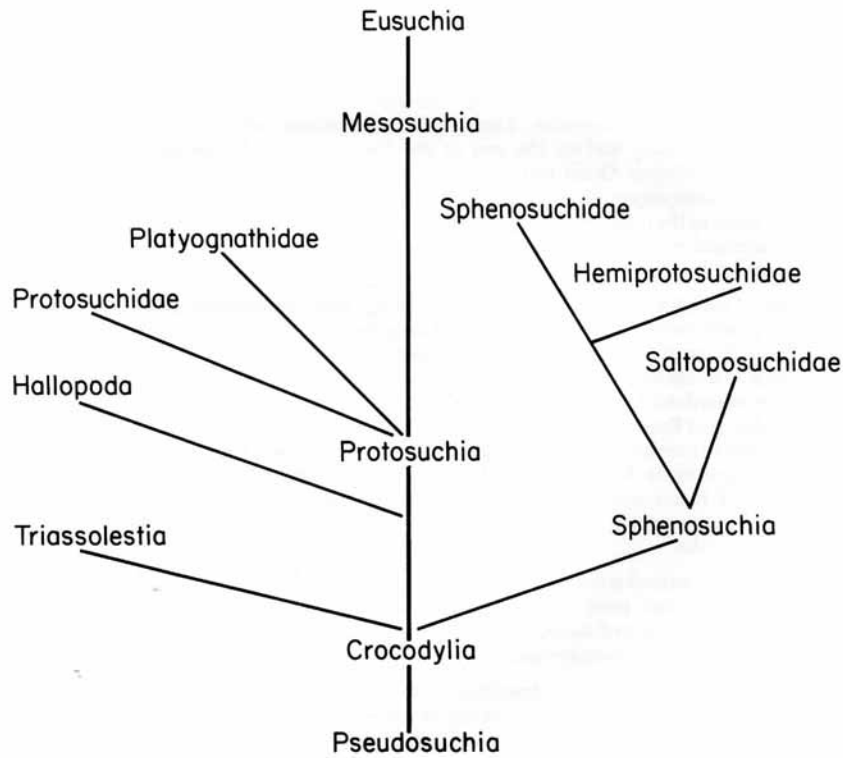 Eusuchia
Mesosuchia
Sphenosuchidae
Platyognathidae
Hemiprotosuchidae
Protosuchidae
Saltoposuchidae
Hallopoda
Protosuchia
Sphenosuchia
Triassolestia
Crocodylia
Pseudosuchia